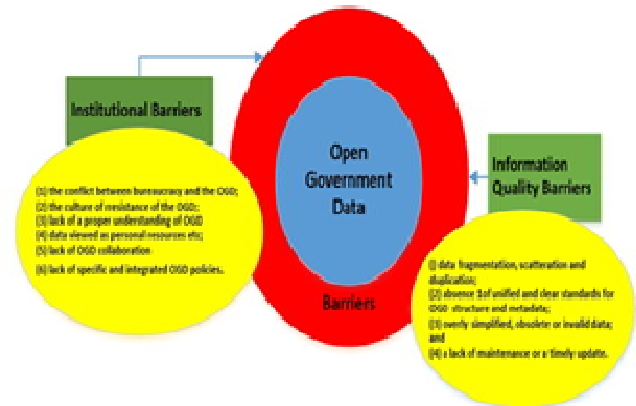 Institutional Barriers
(1) the conflict between bureaucracy and the OGD;
(2) the culture of resistance of the OGD;
(3) lack of a proper understanding of OGD
(4) data viewed as personal resources etc;
(5) lack of OGD collaboration
(6) lack of specific and integrated OGD policies.
Open
Government
Data
Barriers
Information
Quality Barriers
() data fragmentation, scatteration and
duplication;
(2) absence of unified and clear standards for
OGD structure and metadata;
(3) overly simplified, obsolete or invalid data;
and
(4) a lack of maintenance or a timely update.